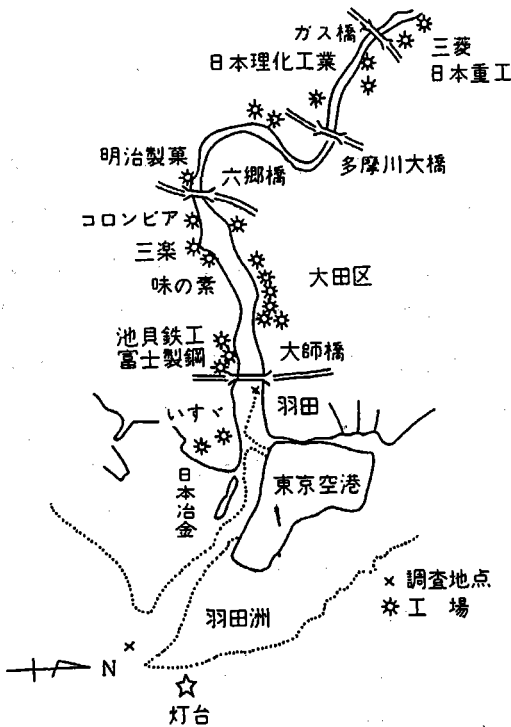 ガス橋
三菱
日本重工
日本理化工業
多摩川大橋
明治製菓
六郷橋
コロンビア
三楽
味の素
大田区
池貝鉄工
富士製鋼
大師橋
いすゞ
羽田
日本冶金
東京空港
× 調査地点
工 場
羽田洲
N
灯台